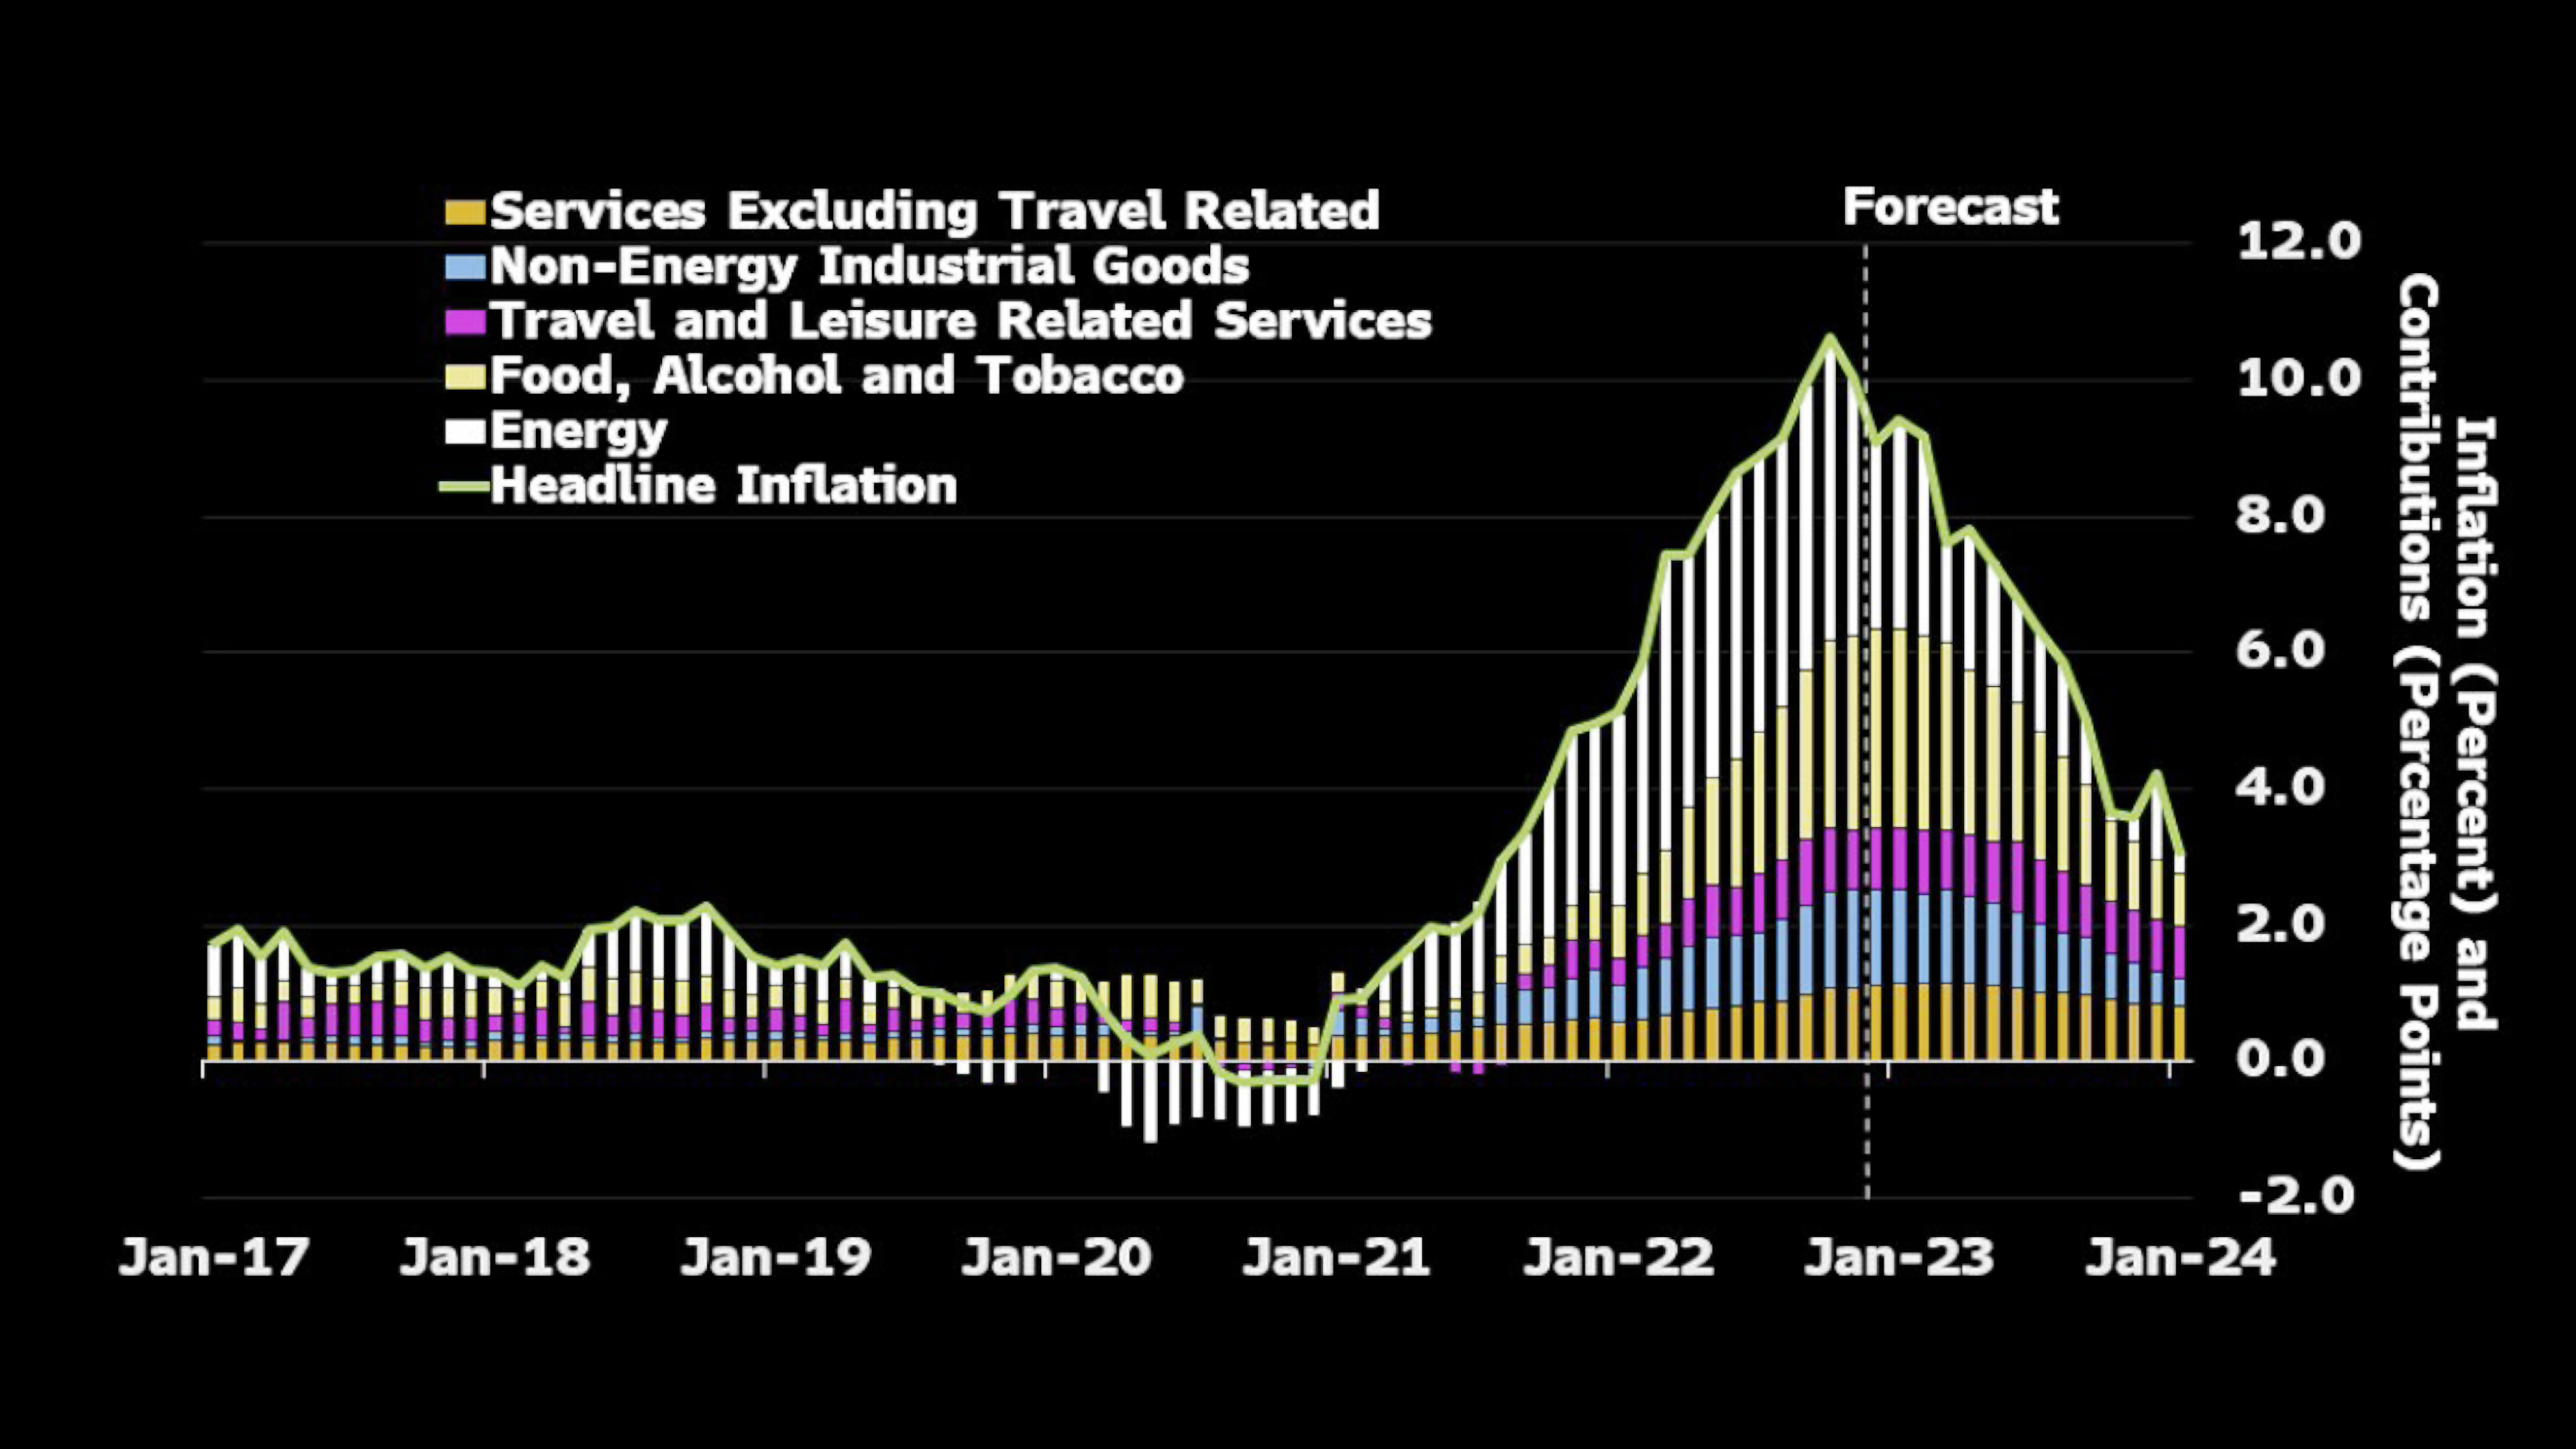 Services Excluding Travel Related
Non-Energy Industrial Goods
Travel and Leisure Related Services
Food, Alcohol and Tobacco
Energy
Headline Inflation
Forecast
12.0
10.0
8.0
6.0
4.0
2.0
0.0
-2.0
Inflation (Percent) and
Contributions (Percentage Points)
Jan-17 Jan-18 Jan-19 Jan-20 Jan-21 Jan-22 Jan-23 Jan-24